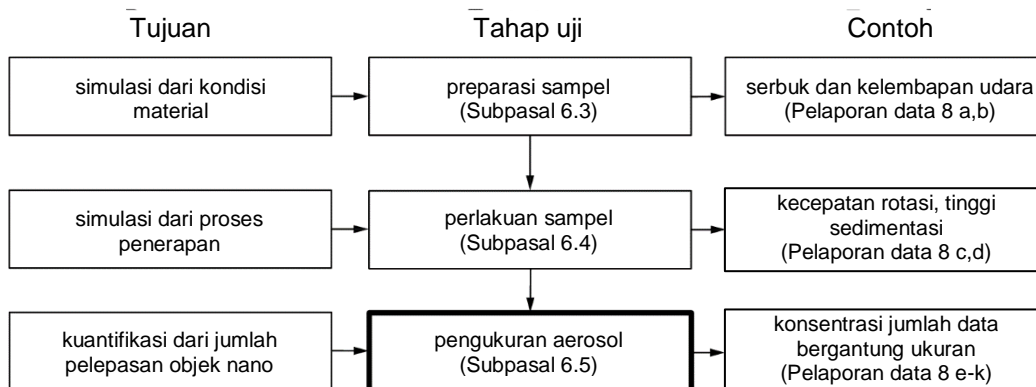 Tujuan
Tahap uji
Contoh
simulasi dari kondisi
material
preparasi sampel
(Subpasal 6.3)
serbuk dan kelembapan udara
(Pelaporan data 8 a,b)
simulasi dari proses
penerapan
perlakuan sampel
(Subpasal 6.4)
kecepatan rotasi, tinggi
sedimentasi
(Pelaporan data 8 c,d)
kuantifikasi dari jumlah
pelepasan objek nano
pengukuran aerosol
(Subpasal 6.5)
konsentrasi jumlah data
bergantung ukuran
(Pelaporan data 8 e-k)